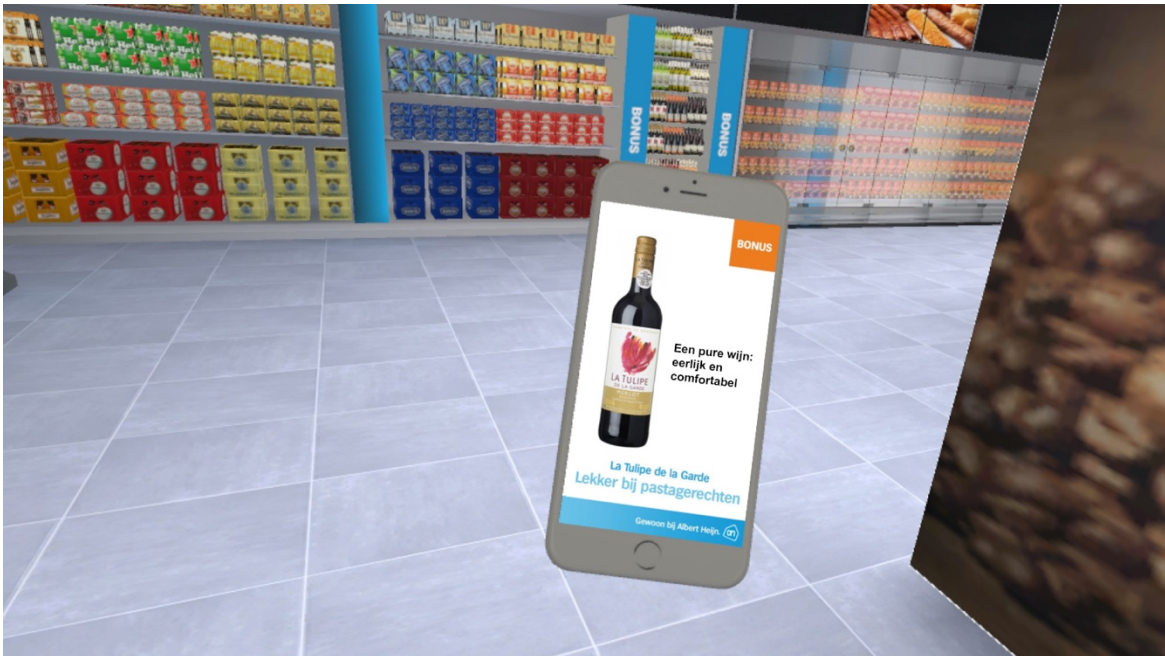 BONUS
BONUS
BONUS
Een pure wijn:
eerlijk en
comfortabel
LA TULIPE
DE LA GARDE
La Tulipe de la Garde
Lekker bij pastagerechten
Gewoon bij Albert Heijn.
ah